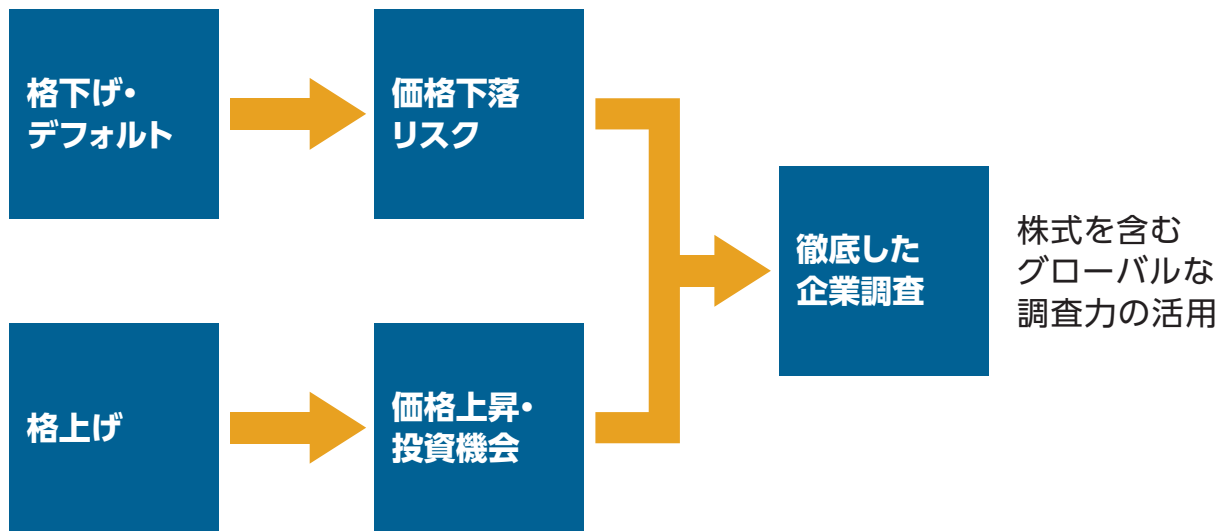 格下げ・
デフォルト
価格下落
リスク
徹底した
企業調査
株式を含む
グローバルな
調査力の活用
格上げ
価格上昇・
投資機会